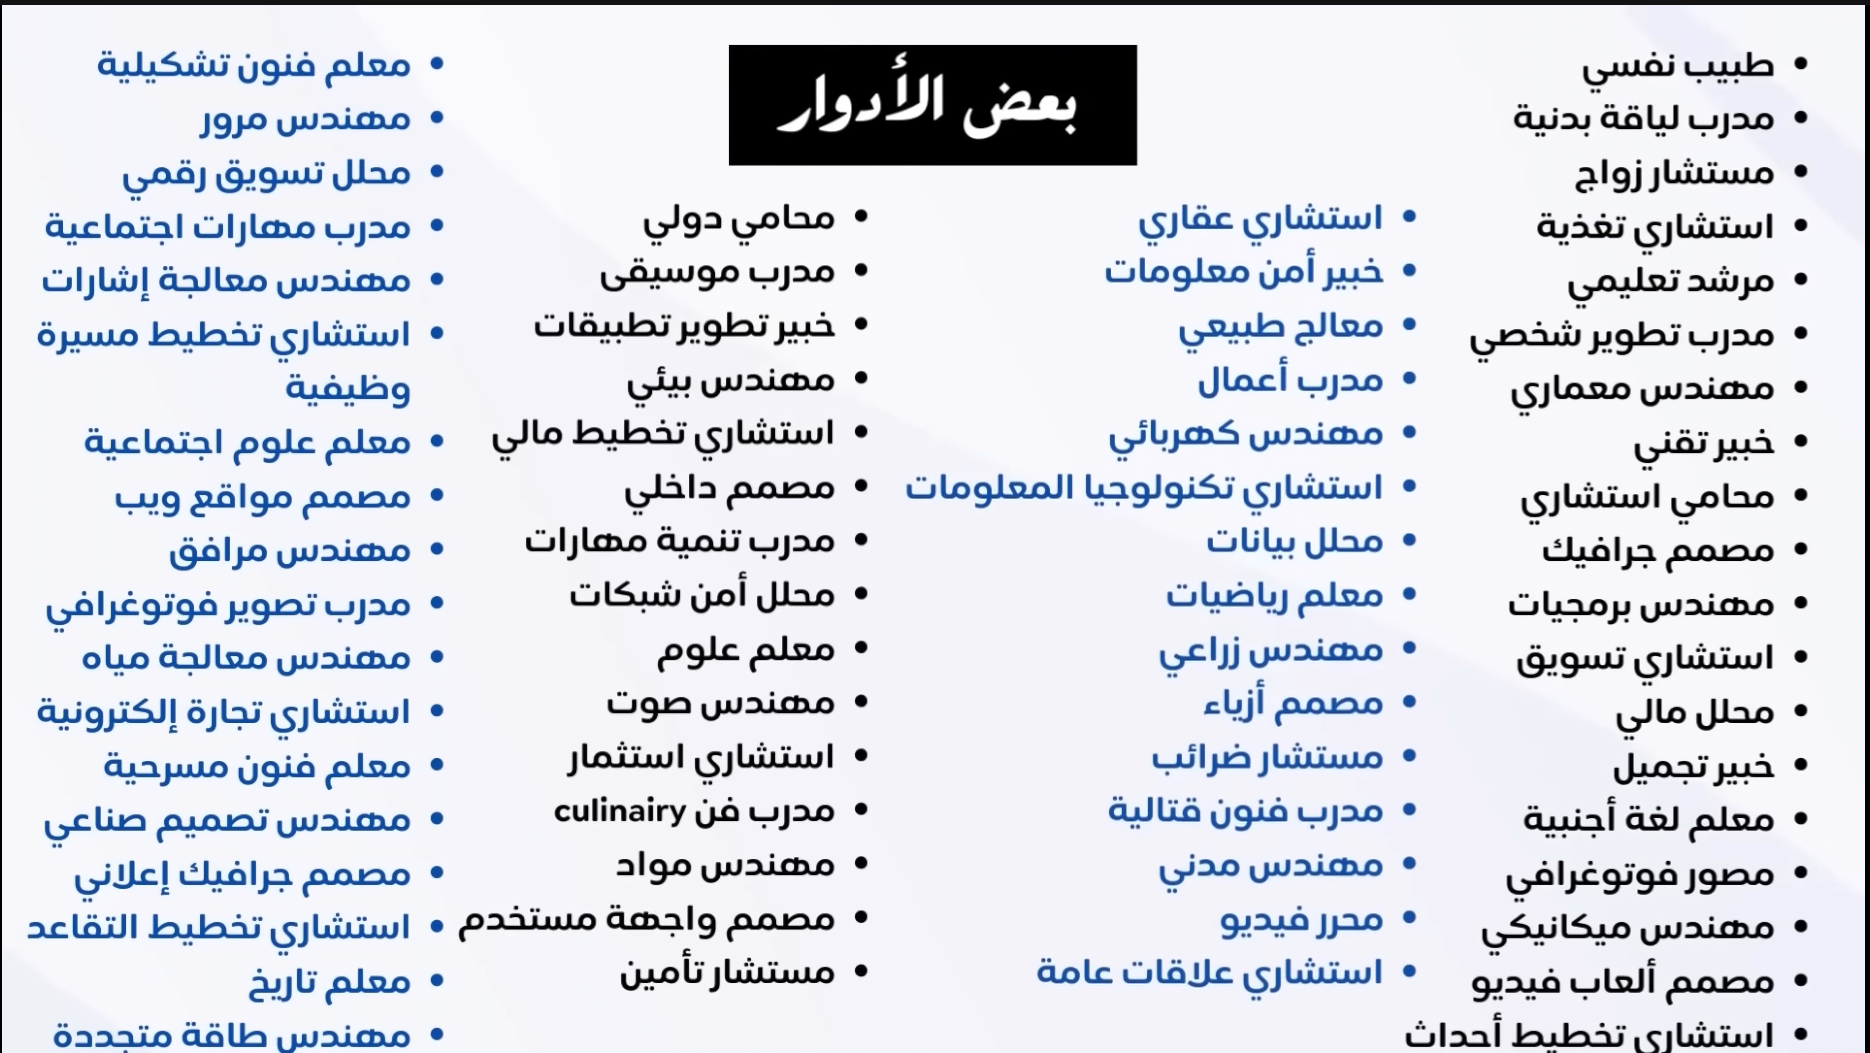 بعض الأدوار
طبيب نفسي
مدرب لياقة بدنية
مستشار زواج
استشاري تغذية
مرشد تعليمي
مدرب تطوير شخصي
مهندس معماري
خبير تقني
محامي استشاري
مصمم جرافيك
مهندس برمجيات
استشاري تسويق
محلل مالي
خبير تجميل
معلم لغة أجنبية
مصور فوتوغرافي
مهندس ميكانيكي
مصمم ألعاب فيديو
استشاري تخطيط أحداث
استشاري عقاري
خبير أمن معلومات
معالج طبيعي
مدرب أعمال
مهندس كهربائي
استشاري تكنولوجيا المعلومات
محلل بيانات
معلم رياضيات
مهندس زراعي
مصمم أزياء
مستشار ضرائب
مدرب فنون قتالية
مهندس مدني
محرر فيديو
استشاري علاقات عامة
محامي دولي
مدرب موسيقى
خبير تطوير تطبيقات
مهندس بيئي
استشاري تخطيط مالي
مصمم داخلي
مدرب تنمية مهارات
محلل أمن شبكات
معلم علوم
مهندس صوت
استشاري استثمار
مدرب فن culinairy
مهندس مواد
مصمم واجهة مستخدم
مستشار تأمين
معلم فنون تشكيلية
مهندس مرور
محلل تسويق رقمي
مدرب مهارات اجتماعية
مهندس معالجة إشارات
استشاري تخطيط مسيرة
وظيفية
معلم علوم اجتماعية
مصمم مواقع ويب
مهندس مرافق
مدرب تصوير فوتوغرافي
مهندس معالجة مياه
استشاري تجارة إلكترونية
معلم فنون مسرحية
مهندس تصميم صناعي
مصمم جرافيك إعلاني
استشاري تخطيط التقاعد
معلم تاريخ
مهندس طاقة متجددة